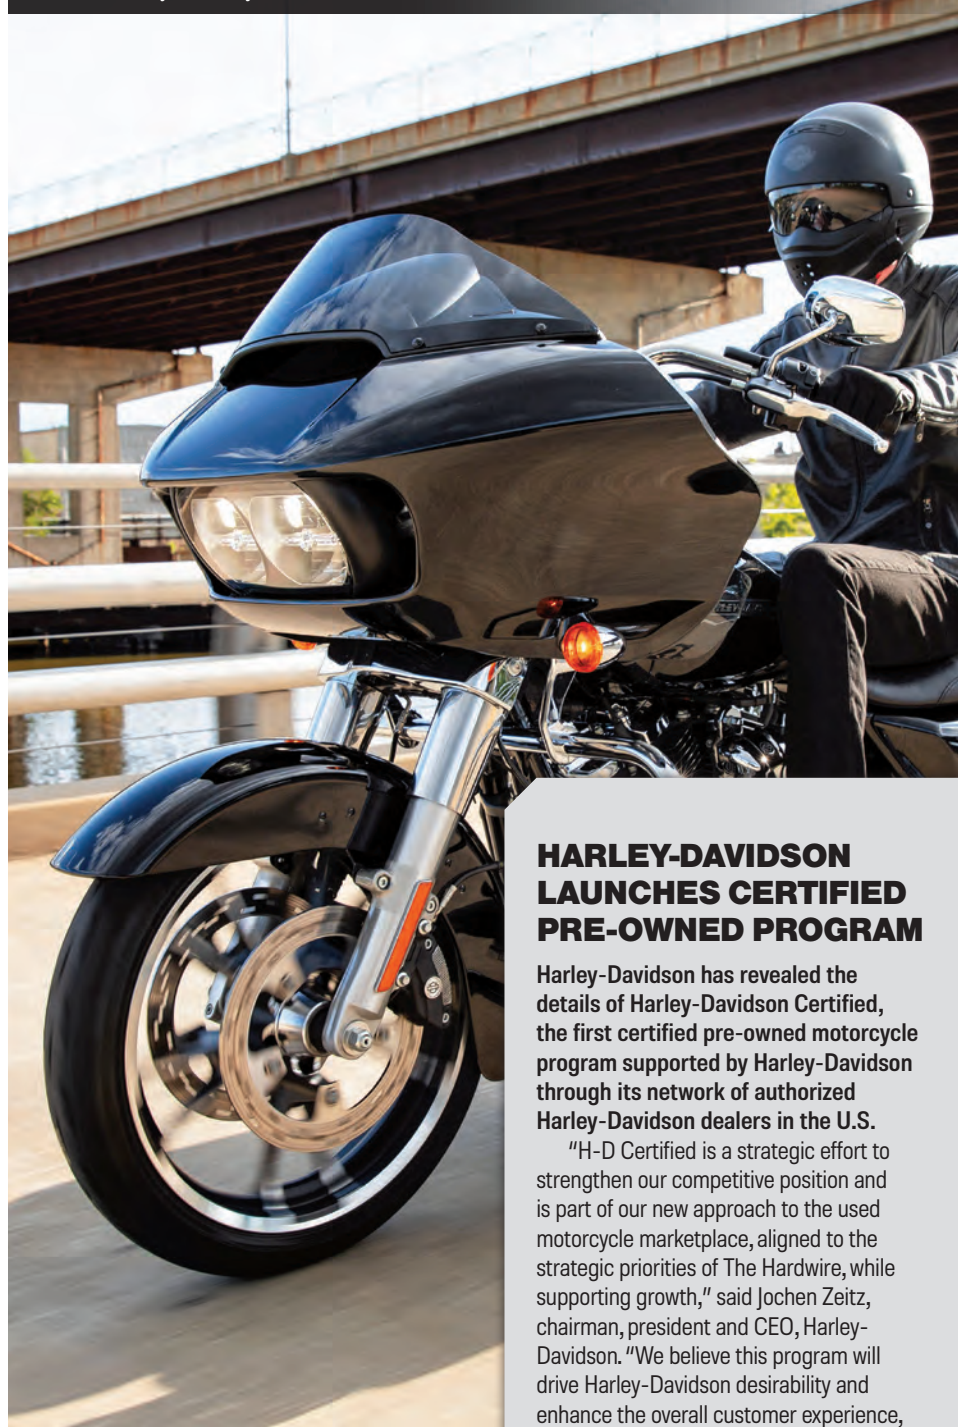 HARLEY-DAVIDSON
LAUNCHES CERTIFIED
PRE-OWNED PROGRAM
Harley-Davidson has revealed the
details of Harley-Davidson Certified,
the first certified pre-owned motorcycle
program supported by Harley-Davidson
through its network of authorized
Harley-Davidson dealers in the U.S.
"H-D Certified is a strategic effort to
strengthen our competitive position and
is part of our new approach to the used
motorcycle marketplace, aligned to the
strategic priorities of The Hardwire, while
supporting growth," said Jochen Zeitz,
chairman, president and CEO, Harley-
Davidson. "We believe this program will
drive Harley-Davidson desirability and
enhance the overall customer experience,